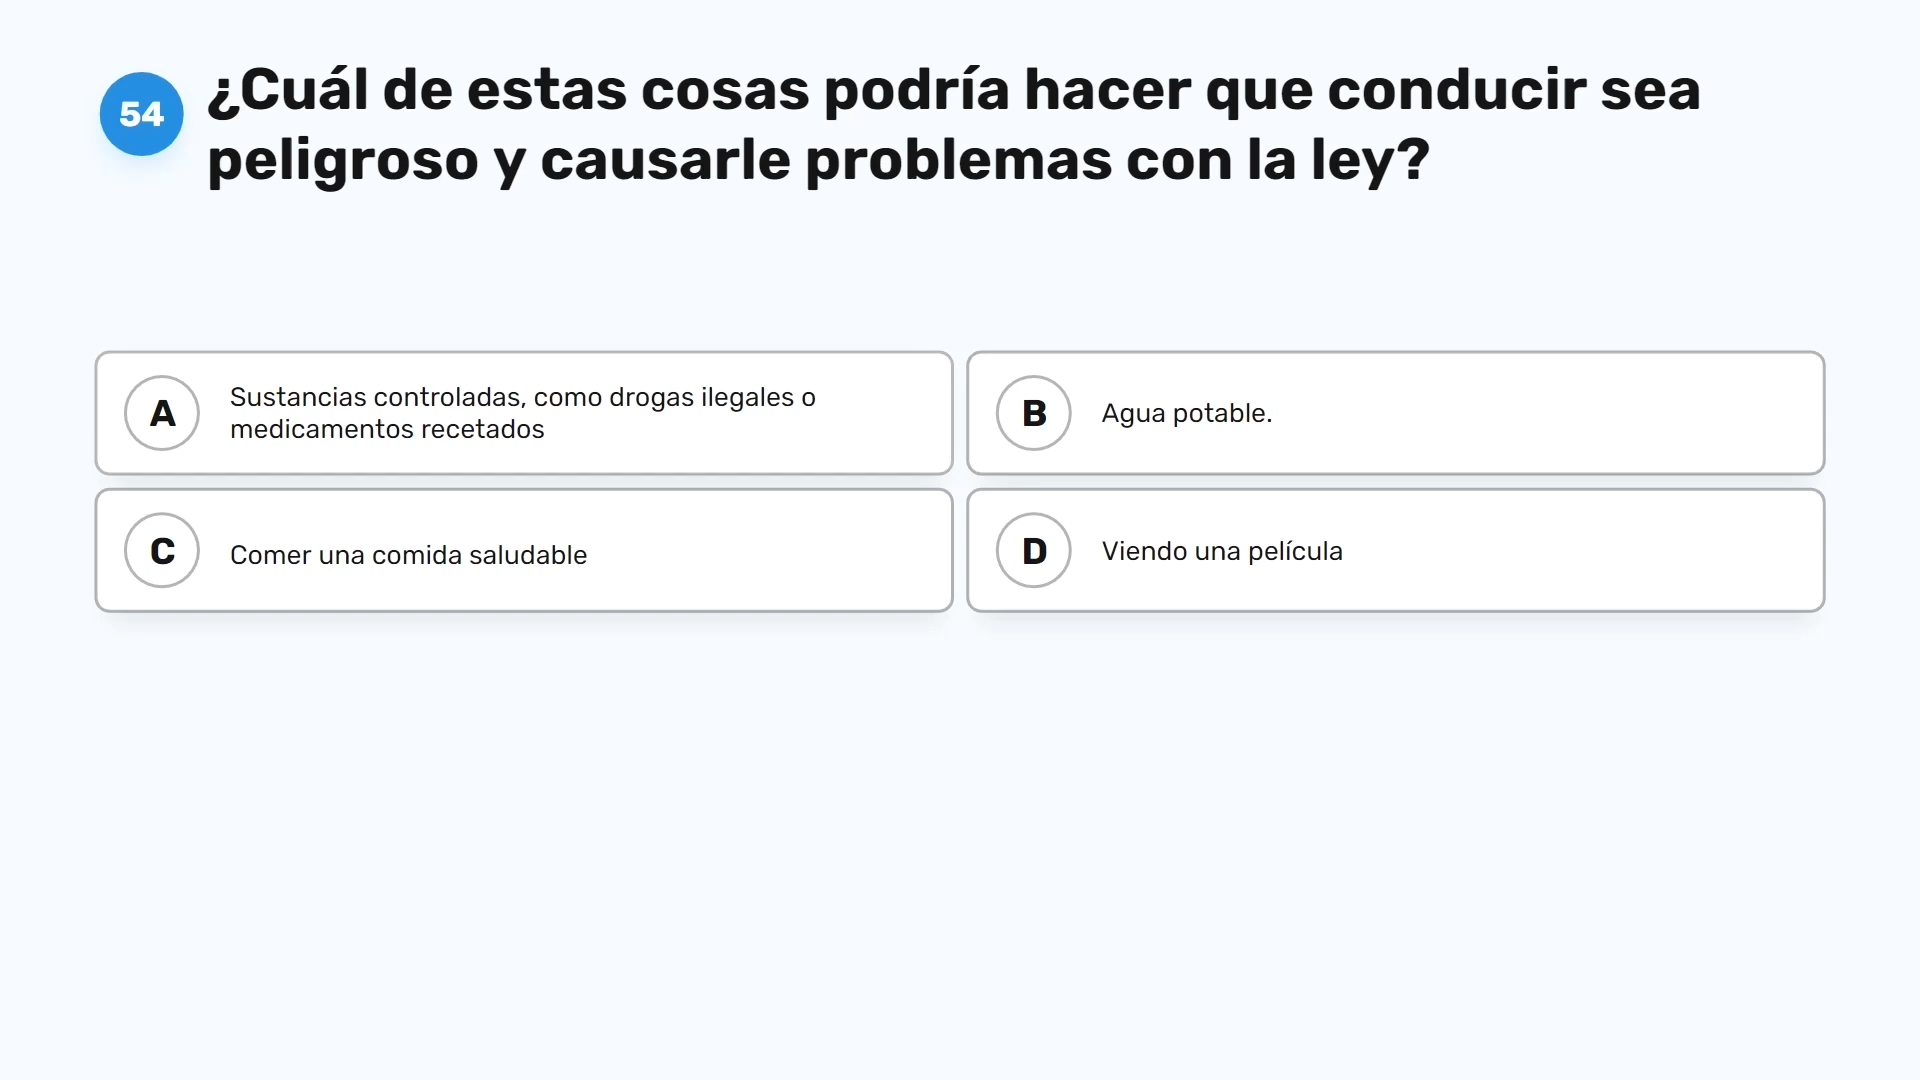 54
¿Cuál de estas cosas podría hacer que conducir sea
peligroso y causarle problemas con la ley?
A
Sustancias controladas, como drogas ilegales o
medicamentos recetados
B
Agua potable.
C
Comer una comida saludable
D
Viendo una película